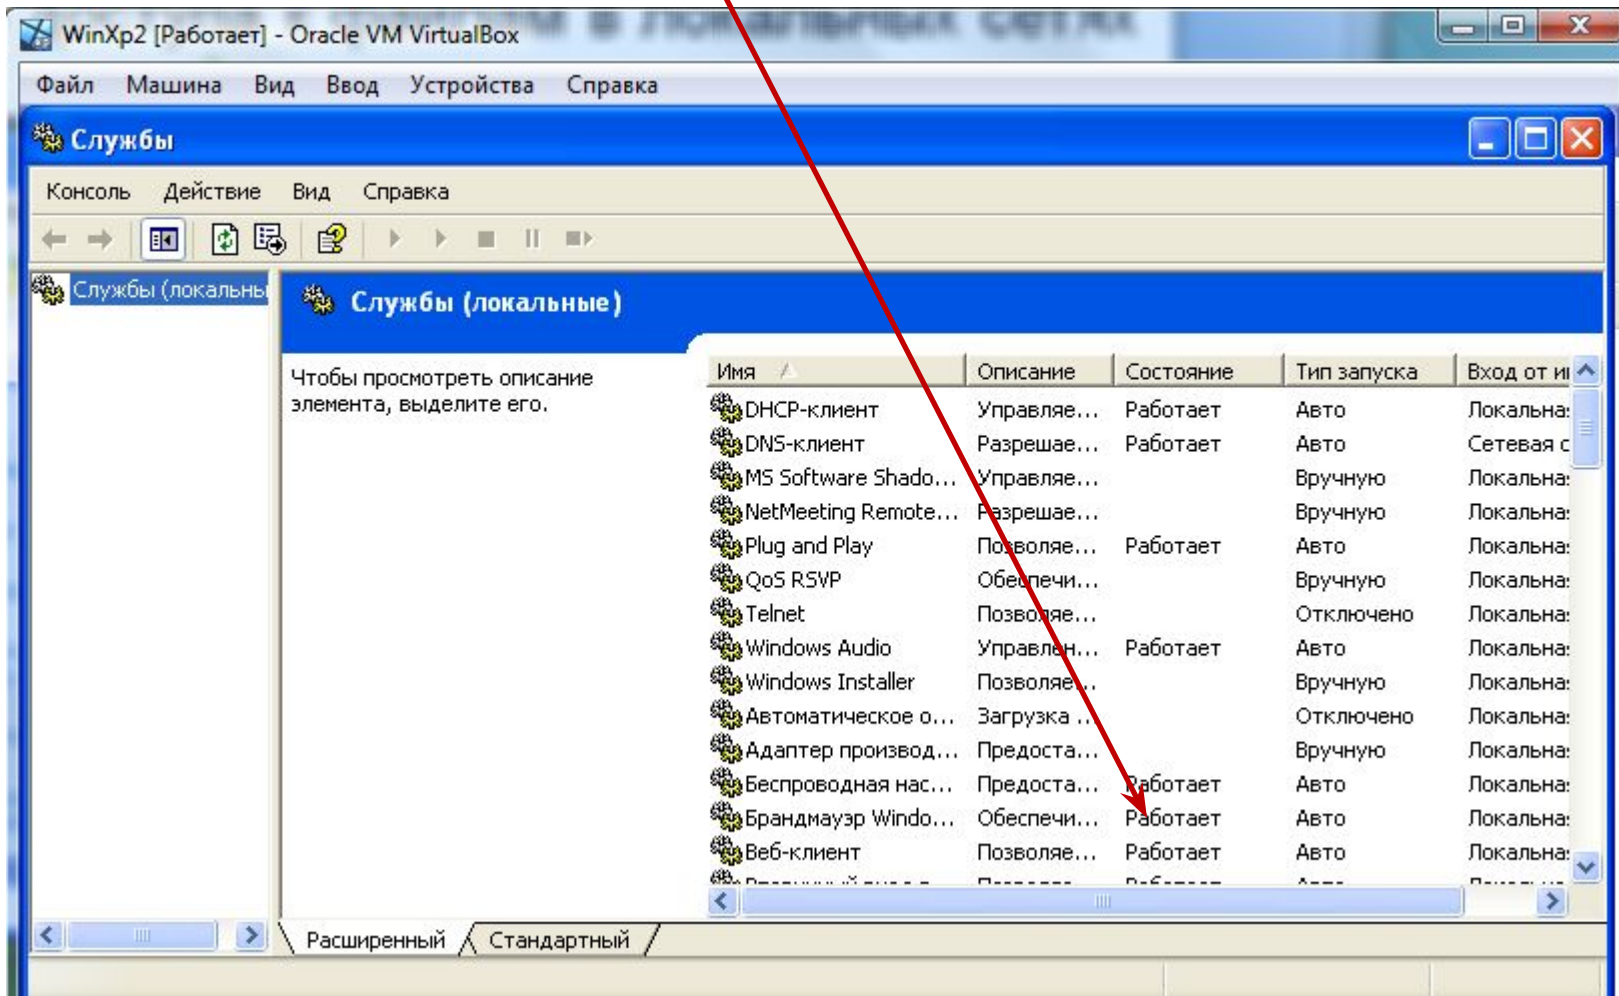 в локальных сетях
WinXp2 [Работает] - Oracle VM VirtualBox
Файл Машина Вид Ввод Устройства Справка
Службы
Консоль Действие Вид Справка
Службы (локальны
Службы (локальные)
Чтобы просмотреть описание
элемента, выделите его.
Имя Описание Состояние Тип запуска Вход от и
DHCP-клиент Управляе... Работает Авто Локальна
DNS-клиент Разрешае... Работает Авто Сетевая с
MS Software Shado... Управляе... Вручную Локальна
NetMeeting Remote... Разрешае... Вручную Локальна
Plug and Play Позволяе... Работает Авто Локальна
QoS RSVP Обеспечи... Вручную Локальна
Telnet Позволяе... Отключено Локальна
Windows Audio Управлен... Работает Авто Локальна
Windows Installer Позволяе... Вручную Локальна
Автоматическое о... Загрузка ... Отключено Локальна
Адаптер производ... Предоста... Вручную Локальна
Беспроводная нас... Предоста... Работает Авто Локальна
Брандмауэр Windo... Обеспечи... Работает Авто Локальна
Веб-клиент Позволяе... Работает Авто Локальна
Расширенный Стандартный